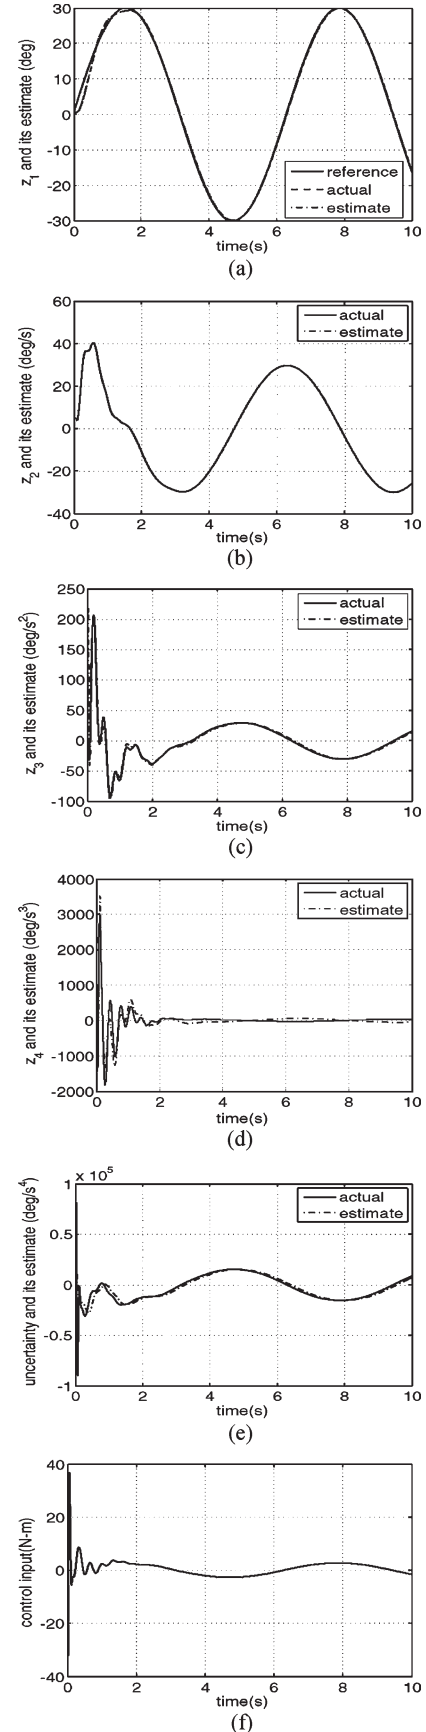 30
20
10
0
-10
-20
-30
z1 and its estimate (deg)
reference
actual
estimate
0 2 4 6 8 10
time(s)
(a)
60
40
20
0
-20
-40
z2 and its estimate (deg/s)
actual
estimate
0 2 4 6 8 10
time(s)
(b)
250
200
150
100
50
0
-50
-100
z3 and its estimate (deg/s²)
actual
estimate
0 2 4 6 8 10
time(s)
(c)
4000
3000
2000
1000
0
-1000
-2000
z4 and its estimate (deg/s³)
actual
estimate
0 2 4 6 8 10
time(s)
(d)
x 10⁵
1
0.5
0
-0.5
-1
uncertainty and its estimate (deg/s⁴)
actual
estimate
0 2 4 6 8 10
time(s)
(e)
40
20
0
-20
-40
control input(N-m)
0 2 4 6 8 10
time(s)
(f)